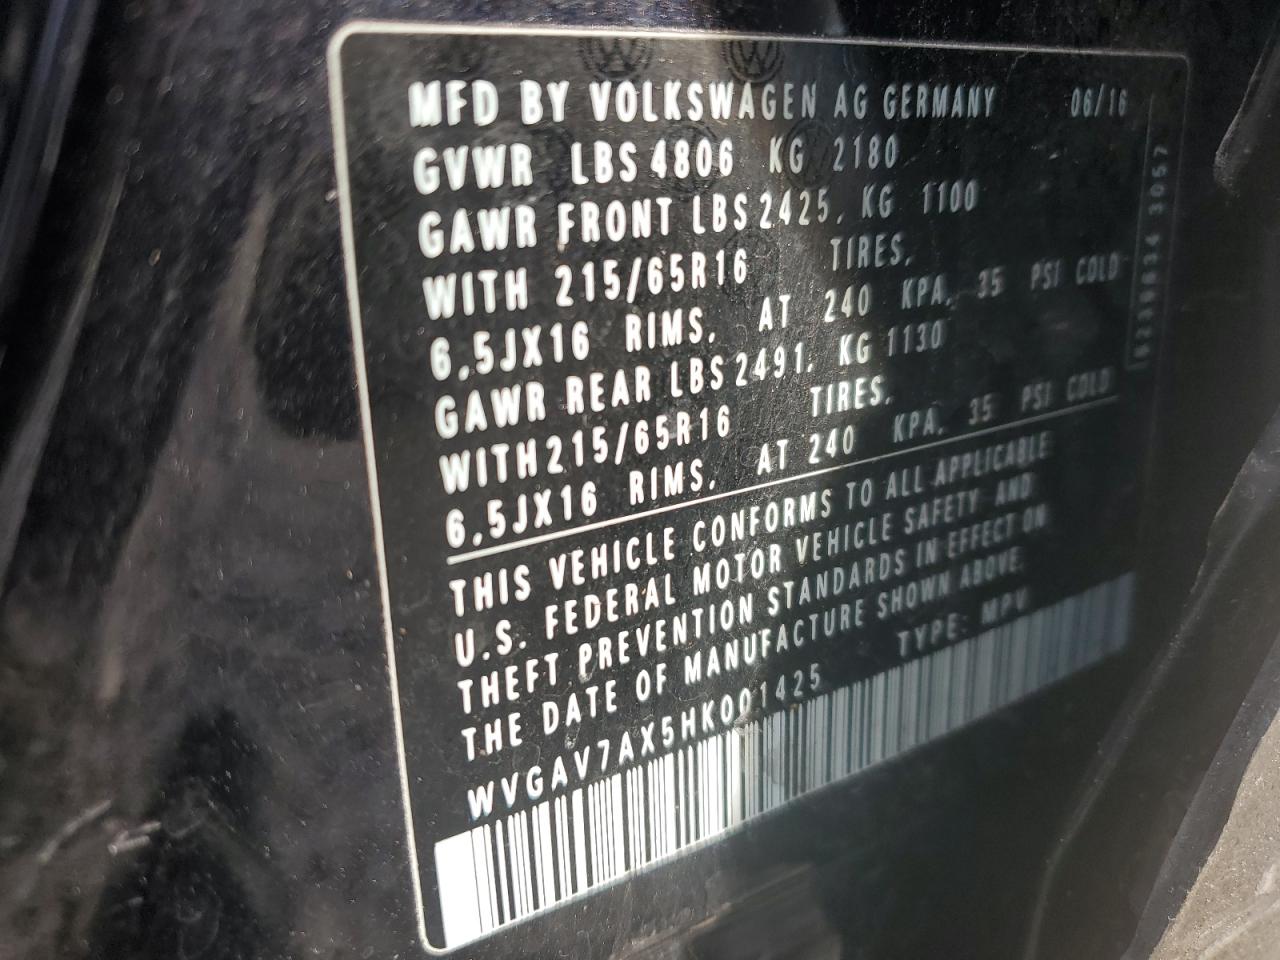 MFD BY VOLKSWAGEN AG GERMANY 06/16
GVWR LBS 4806 KG 2180
GAWR FRONT LBS 2425, KG 1100
WITH 215/65R16 TIRES,
6,5JX16 RIMS, AT 240 KPA, 35 PSI COLD
GAWR REAR LBS 2491, KG 1130
WITH 215/65R16 TIRES,
6,5JX16 RIMS, AT 240 KPA, 35 PSI COLD
THIS VEHICLE CONFORMS TO ALL APPLICABLE
U.S. FEDERAL MOTOR VEHICLE SAFETY AND
THEFT PREVENTION STANDARDS IN EFFECT ON
THE DATE OF MANUFACTURE SHOWN ABOVE.
WVGAV7AX5HK001425 TYPE: MPV
3057